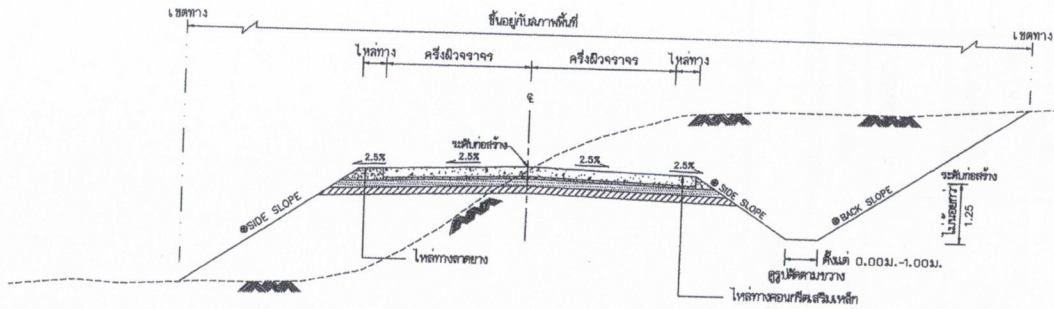 เขตทาง
ขึ้นอยู่กับสภาพพื้นที่
เขตทาง
ไหล่ทาง
ครึ่งผิวจราจร
ครึ่งผิวจราจร
ไหล่ทาง
℄
ระดับก่อสร้าง
2.5%
2.5%
2.5%
2.5%
SIDE SLOPE
SIDE SLOPE
BACK SLOPE
ระดับก่อสร้าง
ไม่น้อยกว่า
1.25
ไหล่ทางลาดยาง
ตั้งแต่ 0.00ม.-1.00ม.
คูรูปตัดตามขวาง
ไหล่ทางคอนกรีตเสริมเหล็ก